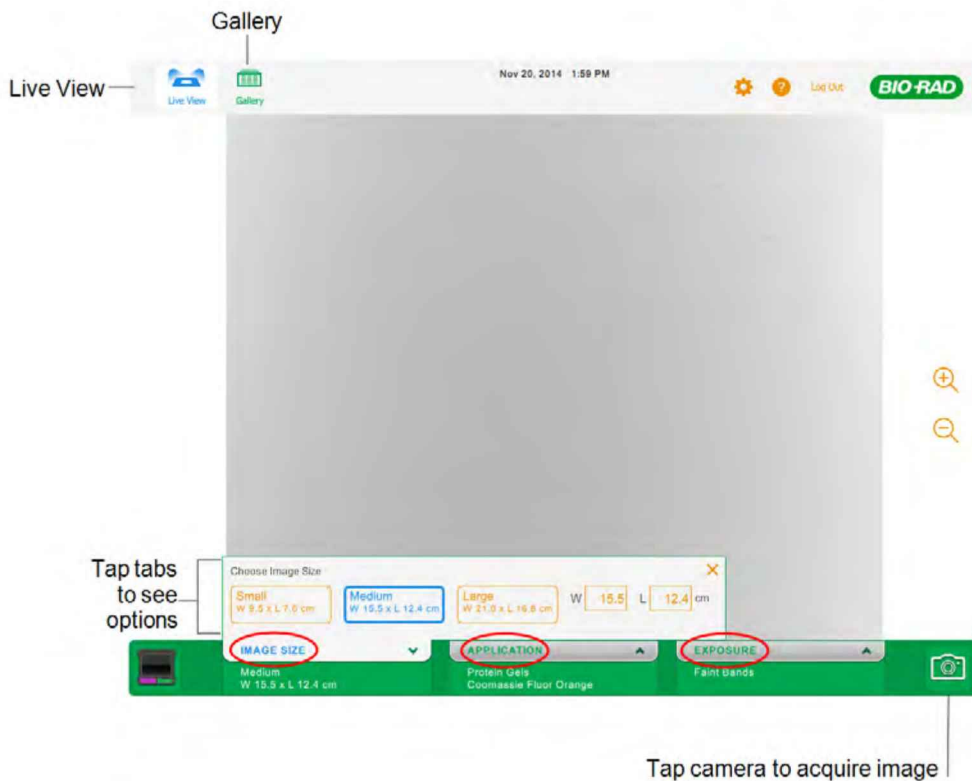 Gallery
Live View
Live View
Gallery
Nov 20, 2014 1:59 PM
?
Log Out
BIO-RAD
Tap tabs
to see
options
Choose Image Size
Small
W 9.5 x L 7.6 cm
Medium
W 15.5 x L 12.4 cm
Large
W 21.0 x L 16.8 cm
W 15.5 L 12.4 cm
IMAGE SIZE
Medium
W 15.5 x L 12.4 cm
APPLICATION
Protein Gels
Coomassie Fluor Orange
EXPOSURE
Faint Bands
Tap camera to acquire image